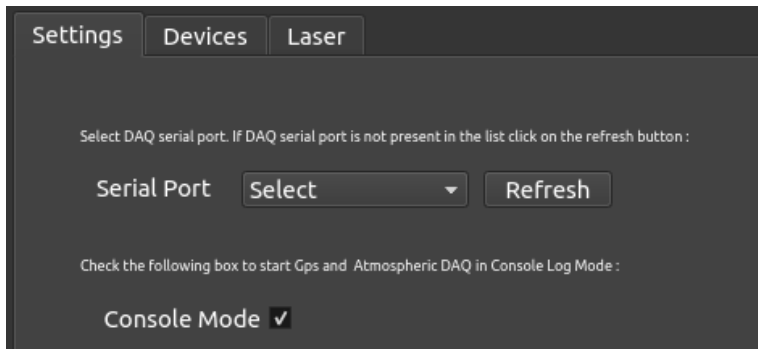 Settings Devices Laser
Select DAQ serial port. If DAQ serial port is not present in the list click on the refresh button :
Serial Port Select Refresh
Check the following box to start Gps and Atmospheric DAQ in Console Log Mode :
Console Mode